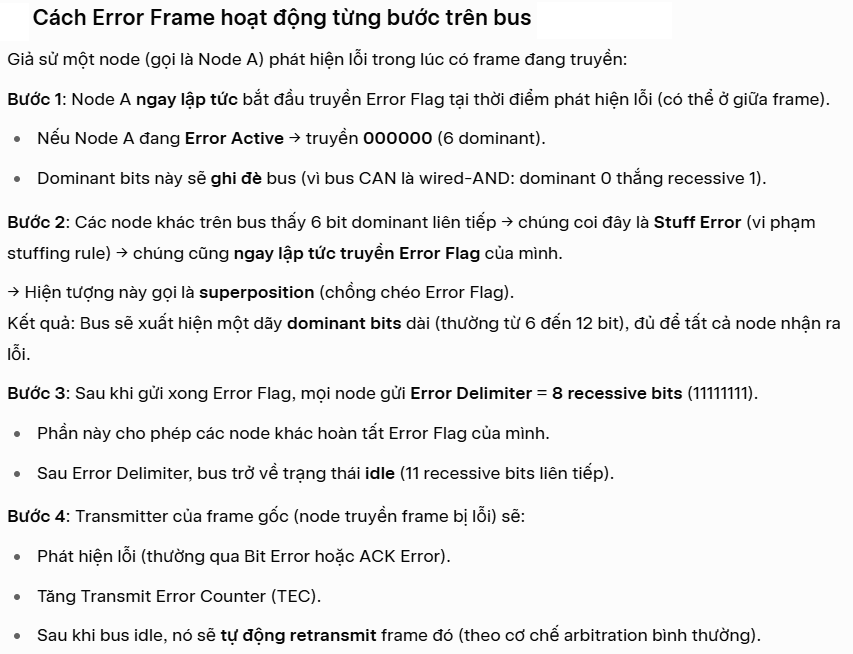 Cách Error Frame hoạt động từng bước trên bus
Giả sử một node (gọi là Node A) phát hiện lỗi trong lúc có frame đang truyền:
Bước 1: Node A ngay lập tức bắt đầu truyền Error Flag tại thời điểm phát hiện lỗi (có thể ở giữa frame).
• Nếu Node A đang Error Active → truyền 000000 (6 dominant).
• Dominant bits này sẽ ghi đè bus (vì bus CAN là wired-AND: dominant 0 thắng recessive 1).
Bước 2: Các node khác trên bus thấy 6 bit dominant liên tiếp → chúng coi đây là Stuff Error (vi phạm
stuffing rule) → chúng cũng ngay lập tức truyền Error Flag của mình.
→ Hiện tượng này gọi là superposition (chồng chéo Error Flag).
Kết quả: Bus sẽ xuất hiện một dãy dominant bits dài (thường từ 6 đến 12 bit), đủ để tất cả node nhận ra
lỗi.
Bước 3: Sau khi gửi xong Error Flag, mọi node gửi Error Delimiter = 8 recessive bits (11111111).
• Phần này cho phép các node khác hoàn tất Error Flag của mình.
• Sau Error Delimiter, bus trở về trạng thái idle (11 recessive bits liên tiếp).
Bước 4: Transmitter của frame gốc (node truyền frame bị lỗi) sẽ:
• Phát hiện lỗi (thường qua Bit Error hoặc ACK Error).
• Tăng Transmit Error Counter (TEC).
• Sau khi bus idle, nó sẽ tự động retransmit frame đó (theo cơ chế arbitration bình thường).